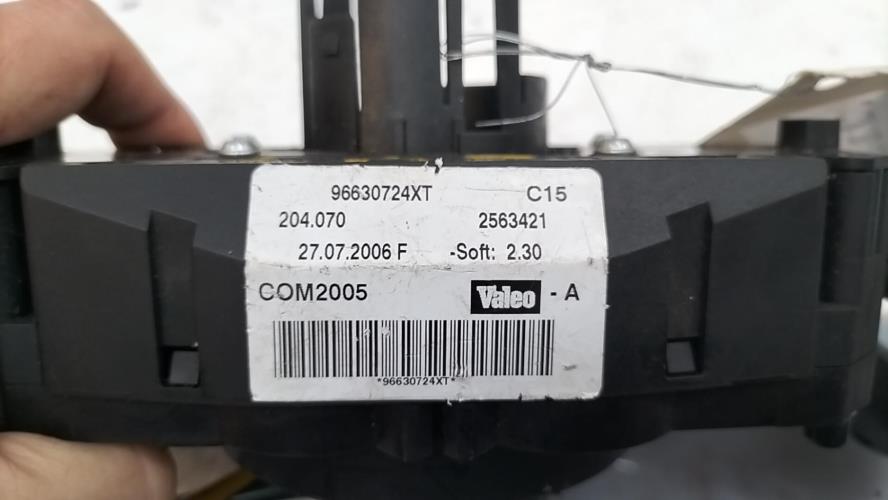 96630724XT C15
204.070 2563421
27.07.2006 F -Soft: 2.30
COM2005 Valeo - A
*96630724XT*